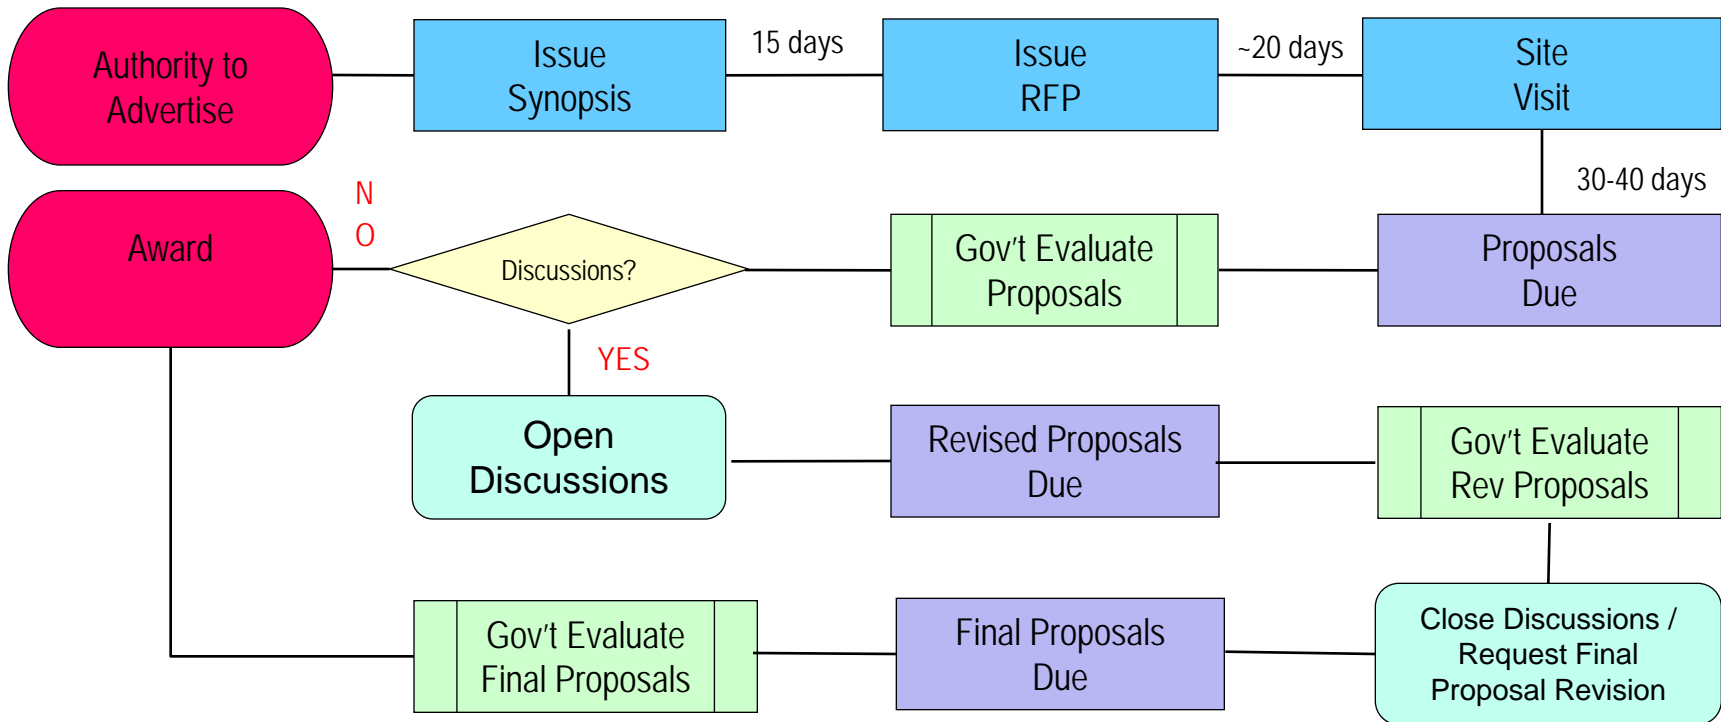 Authority to
Advertise
Issue
Synopsis
15 days
Issue
RFP
~20 days
Site
Visit
30-40 days
Award
N
O
Discussions?
Gov't Evaluate
Proposals
Proposals
Due
YES
Open
Discussions
Revised Proposals
Due
Gov't Evaluate
Rev Proposals
Gov't Evaluate
Final Proposals
Final Proposals
Due
Close Discussions /
Request Final
Proposal Revision